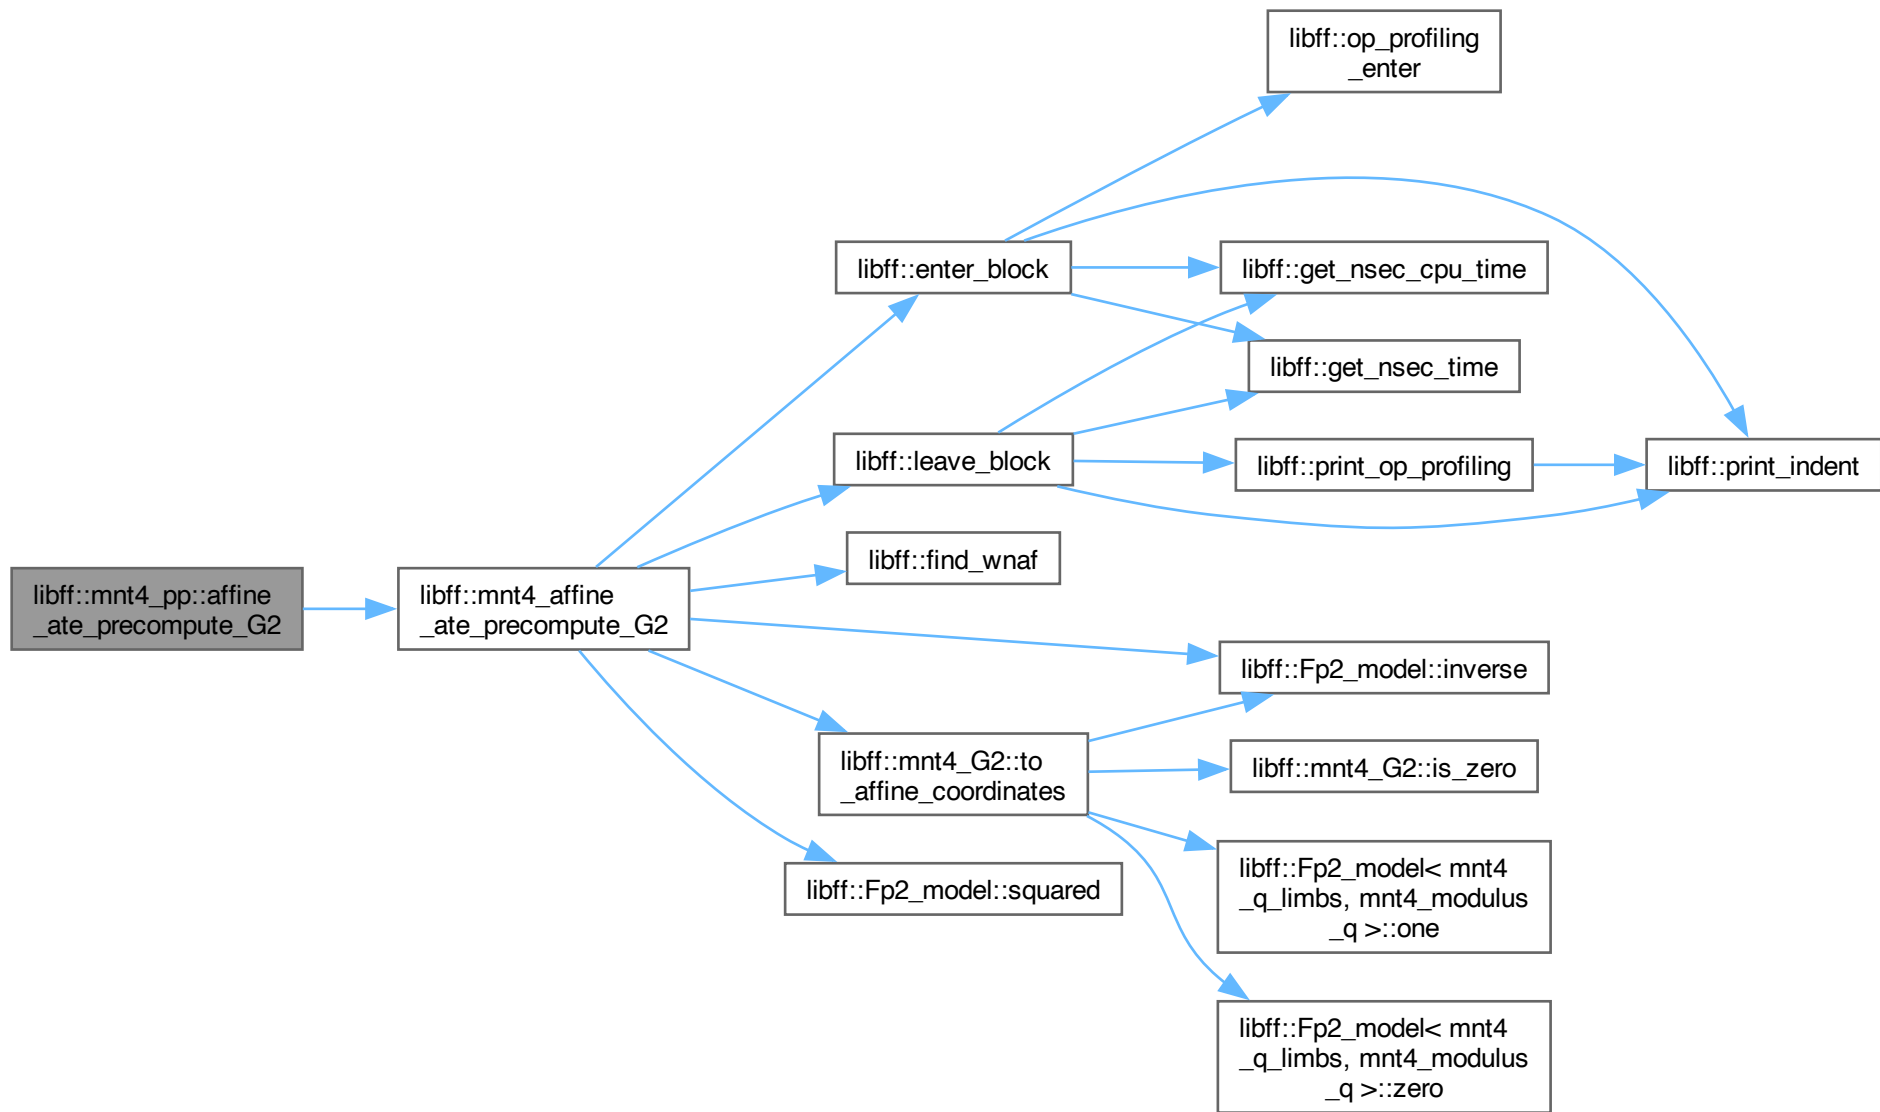 libff::op_profiling
_enter
libff::enter_block
libff::get_nsec_cpu_time
libff::get_nsec_time
libff::leave_block
libff::print_op_profiling
libff::print_indent
libff::find_wnaf
libff::mnt4_pp::affine
_ate_precompute_G2
libff::mnt4_affine
_ate_precompute_G2
libff::Fp2_model::inverse
libff::mnt4_G2::to
_affine_coordinates
libff::mnt4_G2::is_zero
libff::Fp2_model::squared
libff::Fp2_model< mnt4
_q_limbs, mnt4_modulus
_q >::one
libff::Fp2_model< mnt4
_q_limbs, mnt4_modulus
_q >::zero